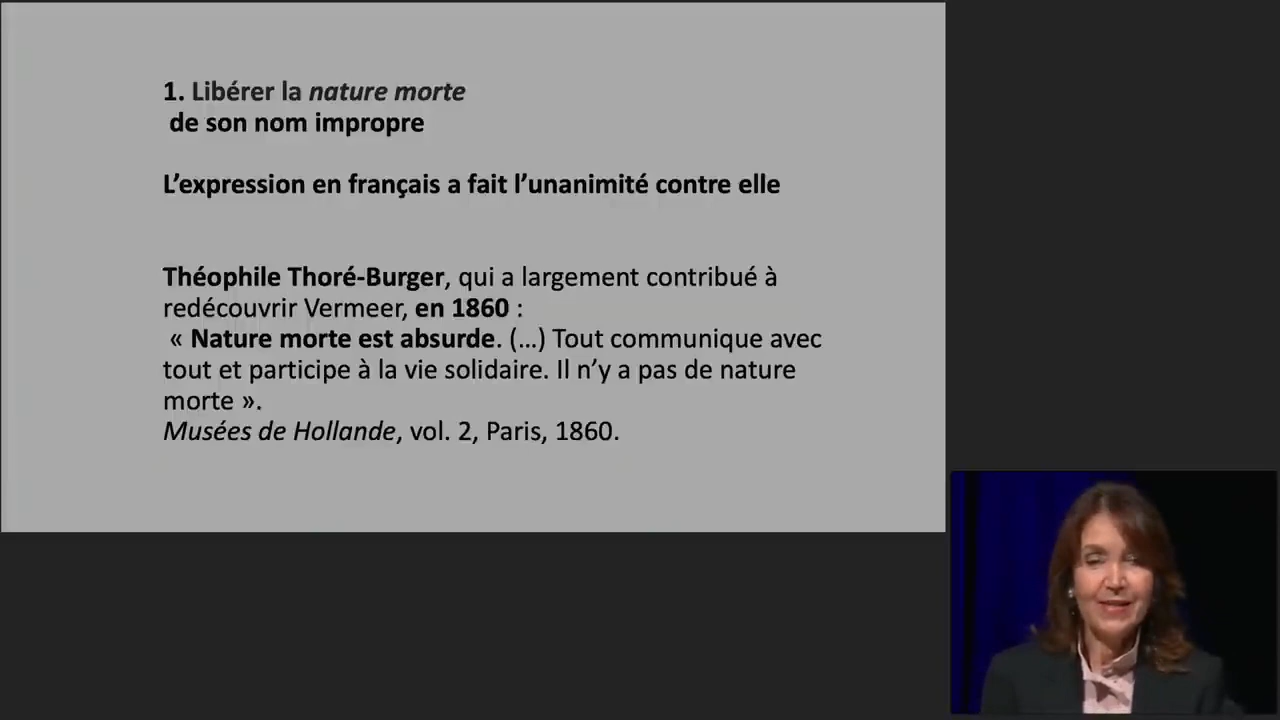 1. Libérer la nature morte
de son nom impropre
L’expression en français a fait l’unanimité contre elle
Théophile Thoré-Burger, qui a largement contribué à
redécouvrir Vermeer, en 1860 :
« Nature morte est absurde. (…) Tout communique avec
tout et participe à la vie solidaire. Il n’y a pas de nature
morte ».
Musées de Hollande, vol. 2, Paris, 1860.